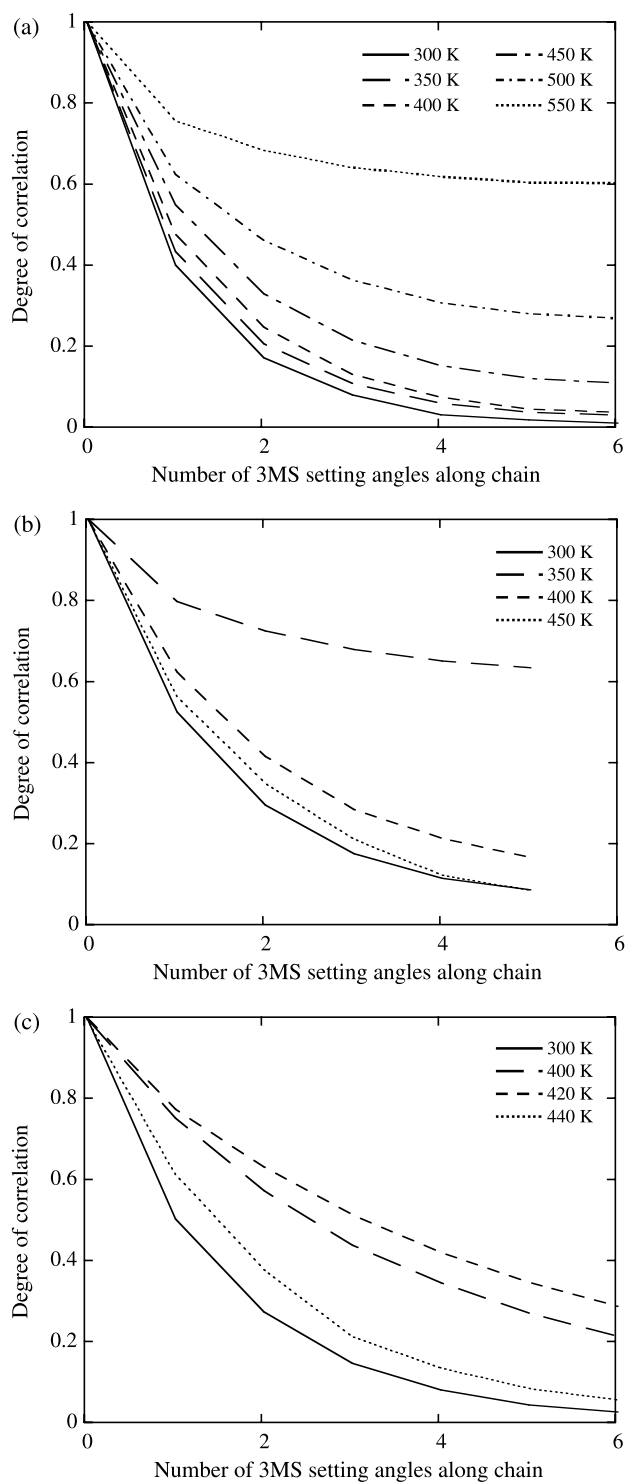 (a)
1
0.8
0.6
0.4
0.2
0
Degree of correlation
300 K
350 K
400 K
450 K
500 K
550 K
0 2 4 6
Number of 3MS setting angles along chain
(b)
1
0.8
0.6
0.4
0.2
0
Degree of correlation
300 K
350 K
400 K
450 K
0 2 4 6
Number of 3MS setting angles along chain
(c)
1
0.8
0.6
0.4
0.2
0
Degree of correlation
300 K
400 K
420 K
440 K
0 2 4 6
Number of 3MS setting angles along chain